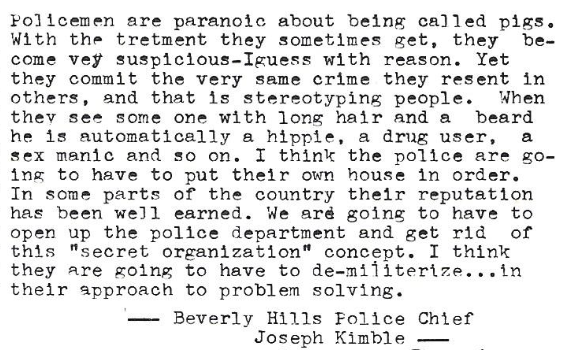 Policemen are paranoic about being called pigs.
With the tretment they sometimes get, they be-
come vey suspicious-Iguess with reason. Yet
they commit the very same crime they resent in
others, and that is stereotyping people. When
they see some one with long hair and a beard
he is automatically a hippie, a drug user, a
sex manic and so on. I think the police are go-
ing to have to put their own house in order.
In some parts of the country their reputation
has been well earned. We are going to have to
open up the police department and get rid of
this "secret organization" concept. I think
they are going to have to de-militerize...in
their approach to problem solving.
— Beverly Hills Police Chief
Joseph Kimble —